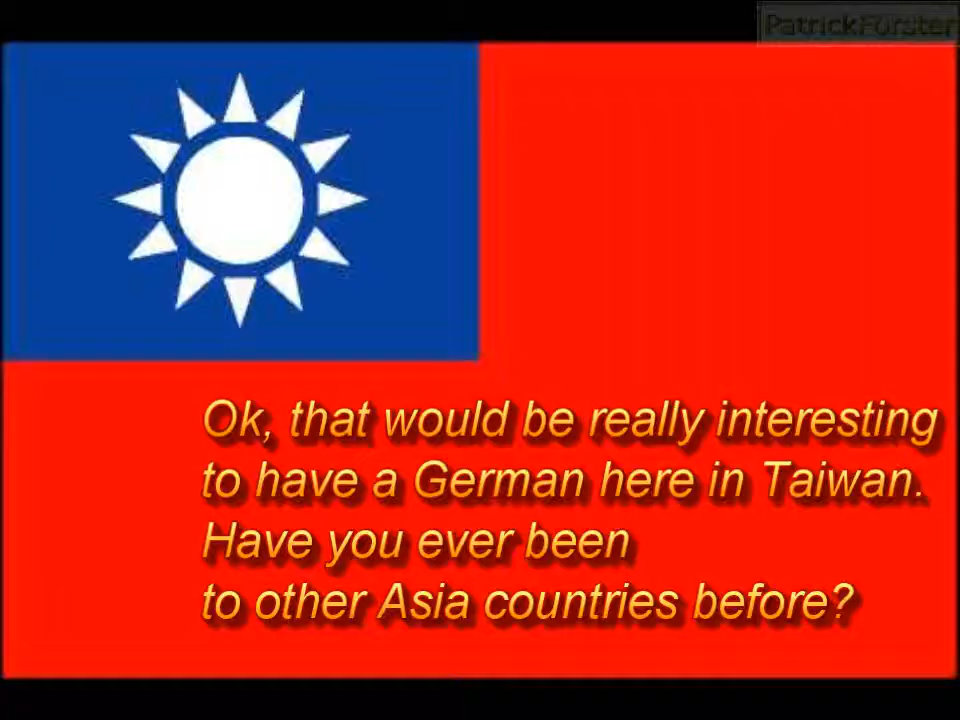 PatrickFürster
Ok, that would be really interesting
to have a German here in Taiwan.
Have you ever been
to other Asia countries before?